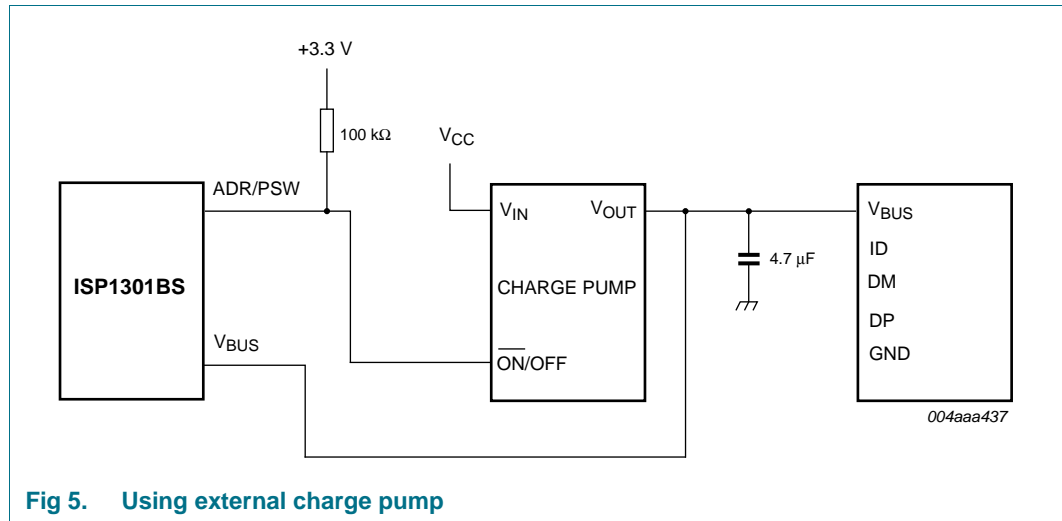 +3.3 V
100 kΩ
VCC
ADR/PSW
VIN
VOUT
VBUS
ID
4.7 μF
ISP1301BS
CHARGE PUMP
DM
DP
VBUS
ON/OFF
GND
004aaa437
Fig 5. Using external charge pump